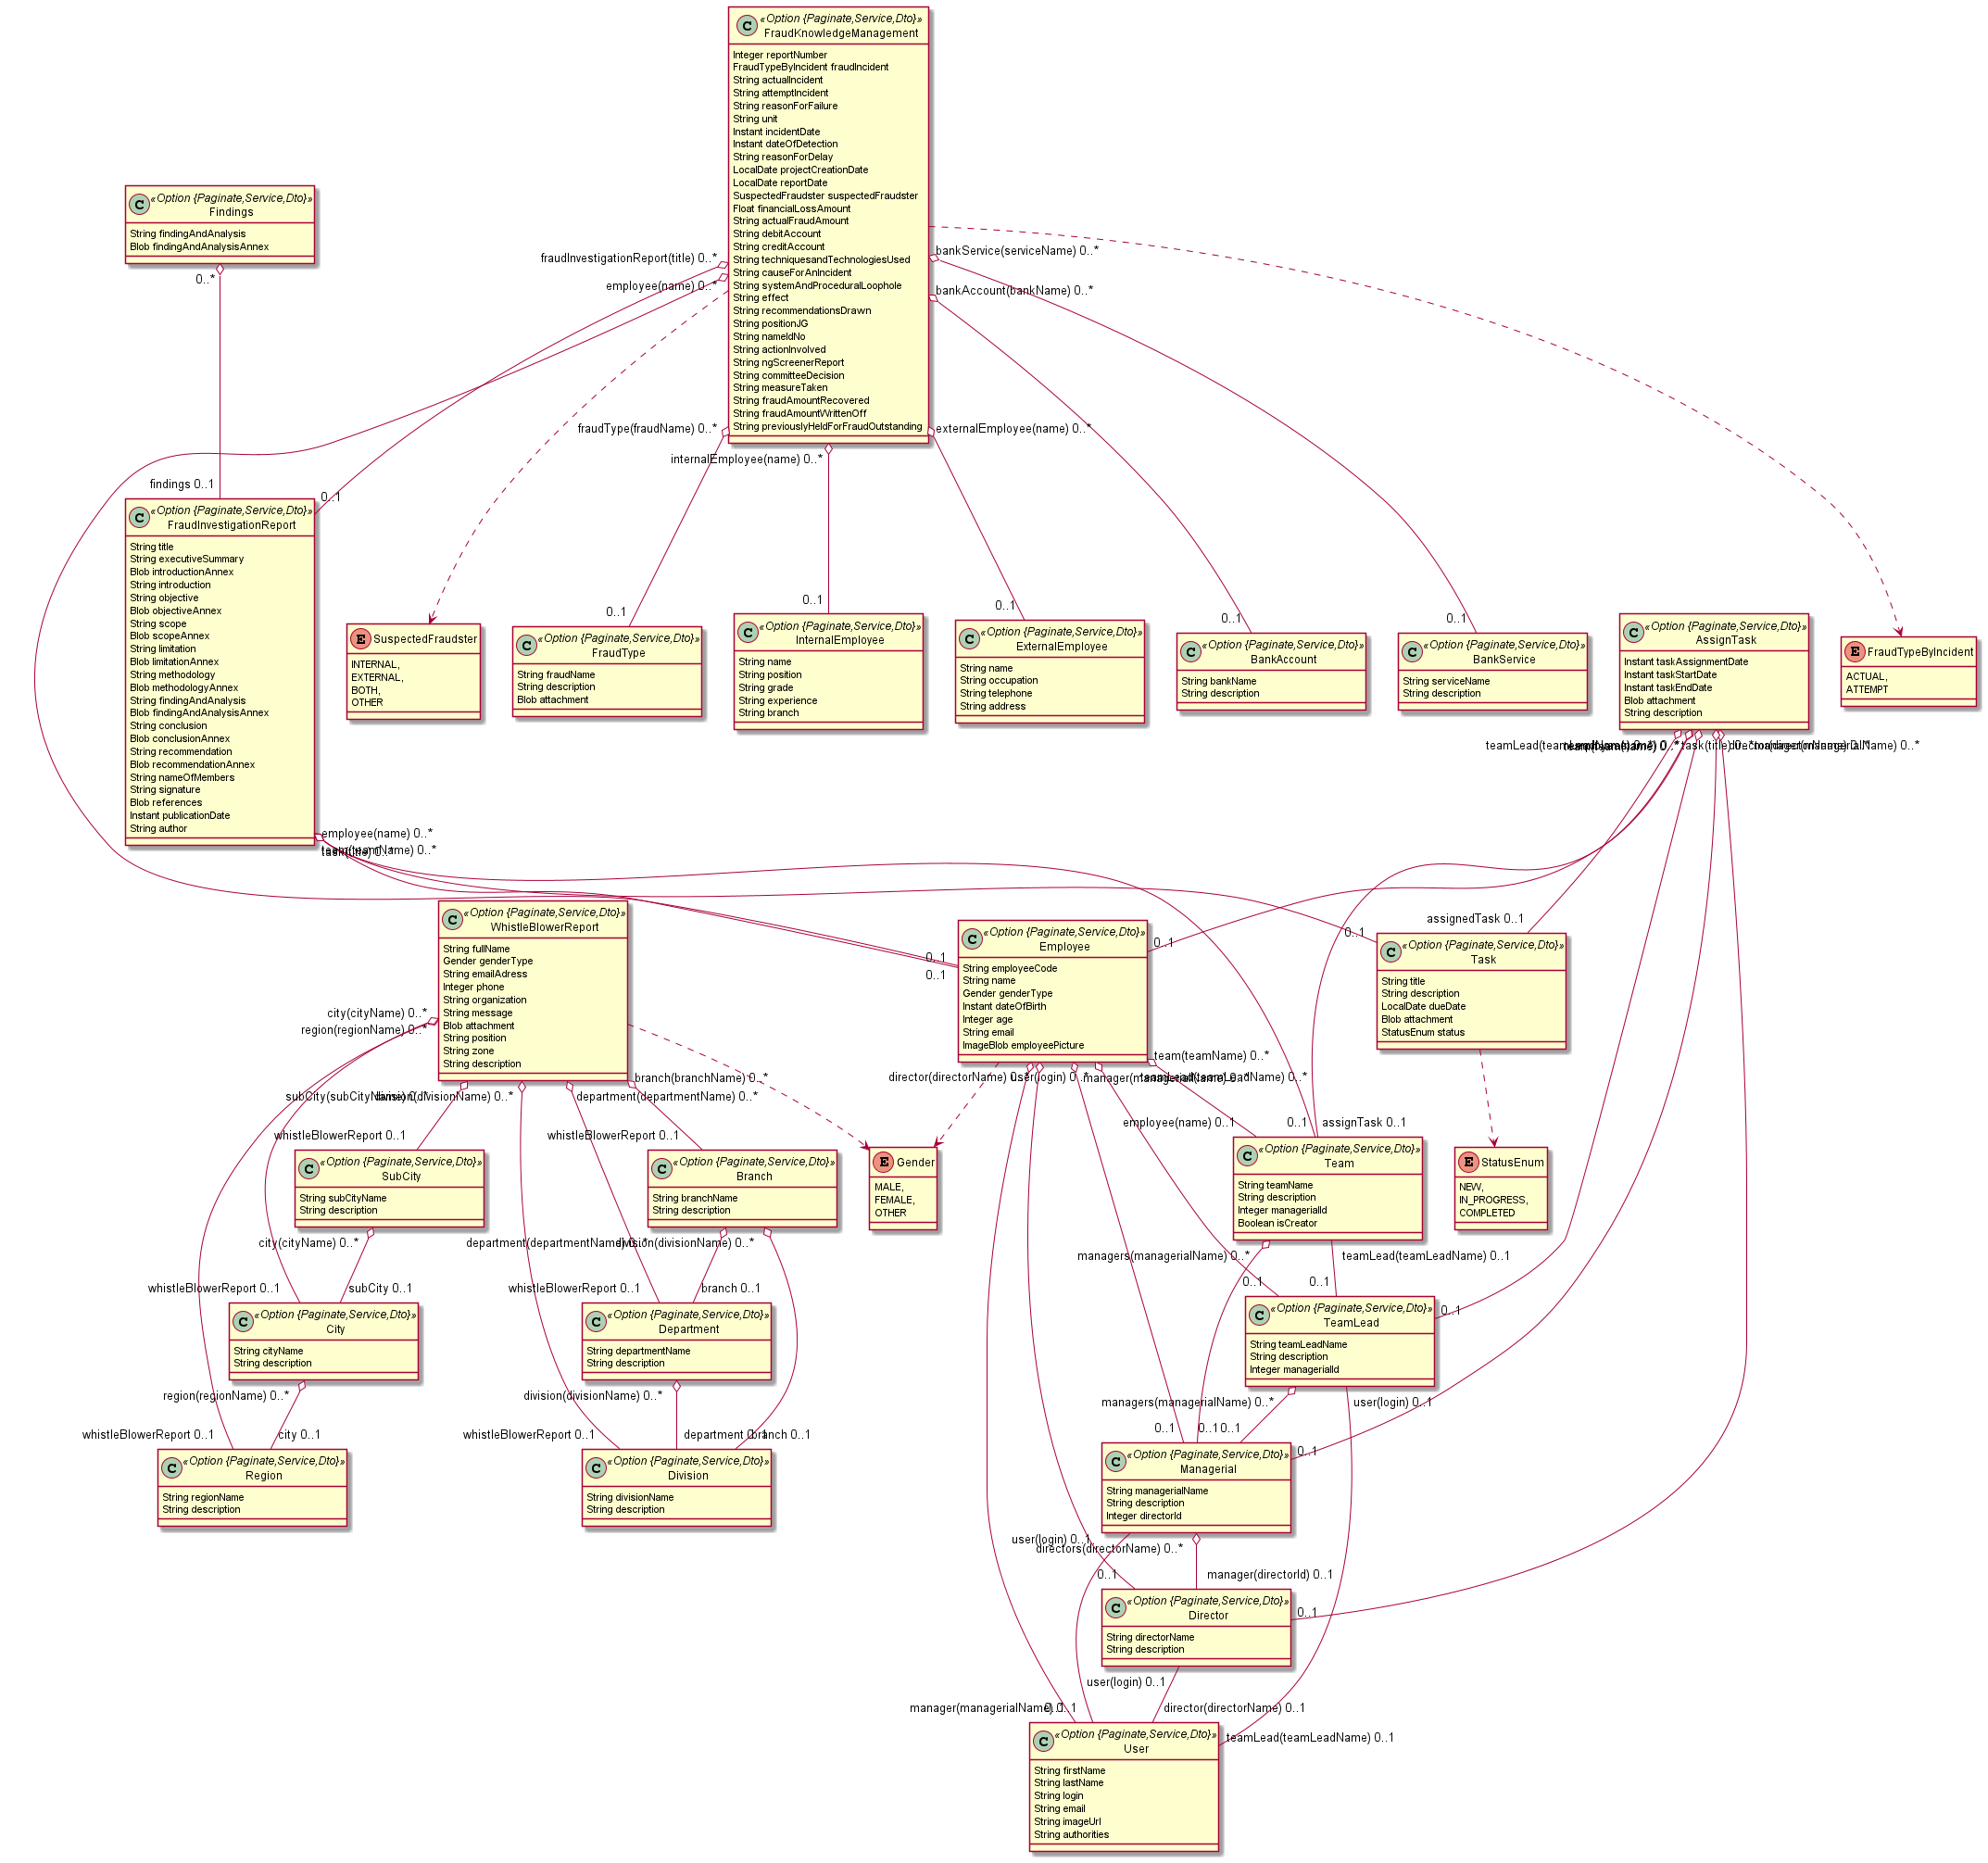 «Option {Paginate,Service,Dto}»
FraudKnowledgeManagement
Integer reportNumber
FraudTypeByIncident fraudIncident
String actualIncident
String attemptIncident
String reasonForFailure
String unit
Instant incidentDate
Instant dateOfDetection
String reasonForDelay
LocalDate projectCreationDate
LocalDate reportDate
SuspectedFraudster suspectedFraudster
Float financialLossAmount
String actualFraudAmount
String debitAccount
String creditAccount
String techniquesandTechnologiesUsed
String causeForAnIncident
String systemAndProceduralLoophole
String effect
String recommendationsDrawn
String positionJG
String nameIdNo
String actionInvolved
String ngScreenerReport
String committeeDecision
String measureTaken
String fraudAmountRecovered
String fraudAmountWrittenOff
String previouslyHeldForFraudOutstanding
«Option {Paginate,Service,Dto}»
Findings
String findingAndAnalysis
Blob findingAndAnalysisAnnex
0..*
findings 0..1
fraudInvestigationReport(title) 0..*
employee(name) 0..*
bankService(serviceName) 0..*
bankAccount(bankName) 0..*
fraudType(fraudName) 0..*
internalEmployee(name) 0..*
externalEmployee(name) 0..*
0..1
«Option {Paginate,Service,Dto}»
FraudInvestigationReport
String title
String executiveSummary
Blob introductionAnnex
String introduction
String objective
Blob objectiveAnnex
String scope
Blob scopeAnnex
String limitation
Blob limitationAnnex
String methodology
Blob methodologyAnnex
String findingAndAnalysis
Blob findingAndAnalysisAnnex
String conclusion
Blob conclusionAnnex
String recommendation
Blob recommendationAnnex
String nameOfMembers
String signature
Blob references
Instant publicationDate
String author
SuspectedFraudster
INTERNAL,
EXTERNAL,
BOTH,
OTHER
0..1
«Option {Paginate,Service,Dto}»
FraudType
String fraudName
String description
Blob attachment
0..1
«Option {Paginate,Service,Dto}»
InternalEmployee
String name
String position
String grade
String experience
String branch
0..1
«Option {Paginate,Service,Dto}»
ExternalEmployee
String name
String occupation
String telephone
String address
0..1
«Option {Paginate,Service,Dto}»
BankAccount
String bankName
String description
0..1
«Option {Paginate,Service,Dto}»
BankService
String serviceName
String description
«Option {Paginate,Service,Dto}»
AssignTask
Instant taskAssignmentDate
Instant taskStartDate
Instant taskEndDate
Blob attachment
String description
FraudTypeByIncident
ACTUAL,
ATTEMPT
task(title) 0..*
employee(name) 0..*
team(teamName) 0..*
assignedTask 0..1
0..1
0..1
0..1
0..1
«Option {Paginate,Service,Dto}»
WhistleBlowerReport
String fullName
Gender genderType
String emailAdress
Integer phone
String organization
String message
Blob attachment
String position
String zone
String description
«Option {Paginate,Service,Dto}»
Employee
String employeeCode
String name
Gender genderType
Instant dateOfBirth
Integer age
String email
ImageBlob employeePicture
«Option {Paginate,Service,Dto}»
Task
String title
String description
LocalDate dueDate
Blob attachment
StatusEnum status
city(cityName) 0..*
region(regionName) 0..*
branch(branchName) 0..*
department(departmentName) 0..*
team(teamName) 0..*
director(directorName) 0..*
whistleBlowerReport 0..1
whistleBlowerReport 0..1
employee(name) 0..1
0..1
assignTask 0..1
«Option {Paginate,Service,Dto}»
SubCity
String subCityName
String description
«Option {Paginate,Service,Dto}»
Branch
String branchName
String description
Gender
MALE,
FEMALE,
OTHER
«Option {Paginate,Service,Dto}»
Team
String teamName
String description
Integer managerialId
Boolean isCreator
StatusEnum
NEW,
IN_PROGRESS,
COMPLETED
city(cityName) 0..*
department(departmentName) 0..*
division(divisionName) 0..*
managers(managerialName) 0..*
teamLead(teamLeadName) 0..1
whistleBlowerReport 0..1
subCity 0..1
whistleBlowerReport 0..1
branch 0..1
0..1
0..1
0..1
«Option {Paginate,Service,Dto}»
City
String cityName
String description
«Option {Paginate,Service,Dto}»
Department
String departmentName
String description
«Option {Paginate,Service,Dto}»
TeamLead
String teamLeadName
String description
Integer managerialId
region(regionName) 0..*
division(divisionName) 0..*
managers(managerialName) 0..*
user(login) 0..1
whistleBlowerReport 0..1
city 0..1
whistleBlowerReport 0..1
department 0..1
branch 0..1
0..1
0..1
0..1
0..1
«Option {Paginate,Service,Dto}»
Region
String regionName
String description
«Option {Paginate,Service,Dto}»
Division
String divisionName
String description
«Option {Paginate,Service,Dto}»
Managerial
String managerialName
String description
Integer directorId
user(login) 0..1
directors(directorName) 0..*
0..1
manager(directorId) 0..1
0..1
«Option {Paginate,Service,Dto}»
Director
String directorName
String description
user(login) 0..1
manager(managerialName) 0..1
director(directorName) 0..1
teamLead(teamLeadName) 0..1
«Option {Paginate,Service,Dto}»
User
String firstName
String lastName
String login
String email
String imageUrl
String authorities